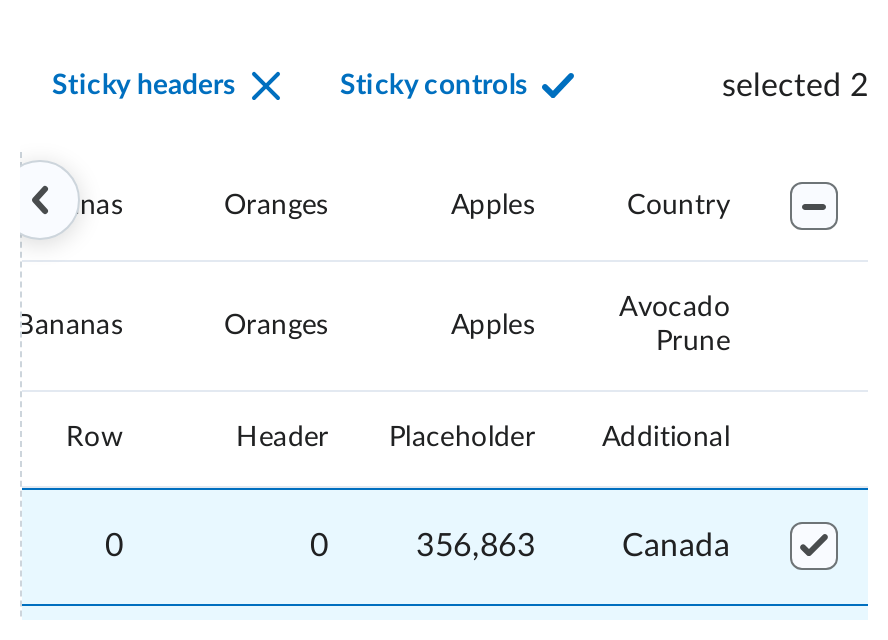 Sticky headers Sticky controls selected 2
nas Oranges Apples Country
Bananas Oranges Apples Avocado
Prune
Row Header Placeholder Additional
0 0 356,863 Canada